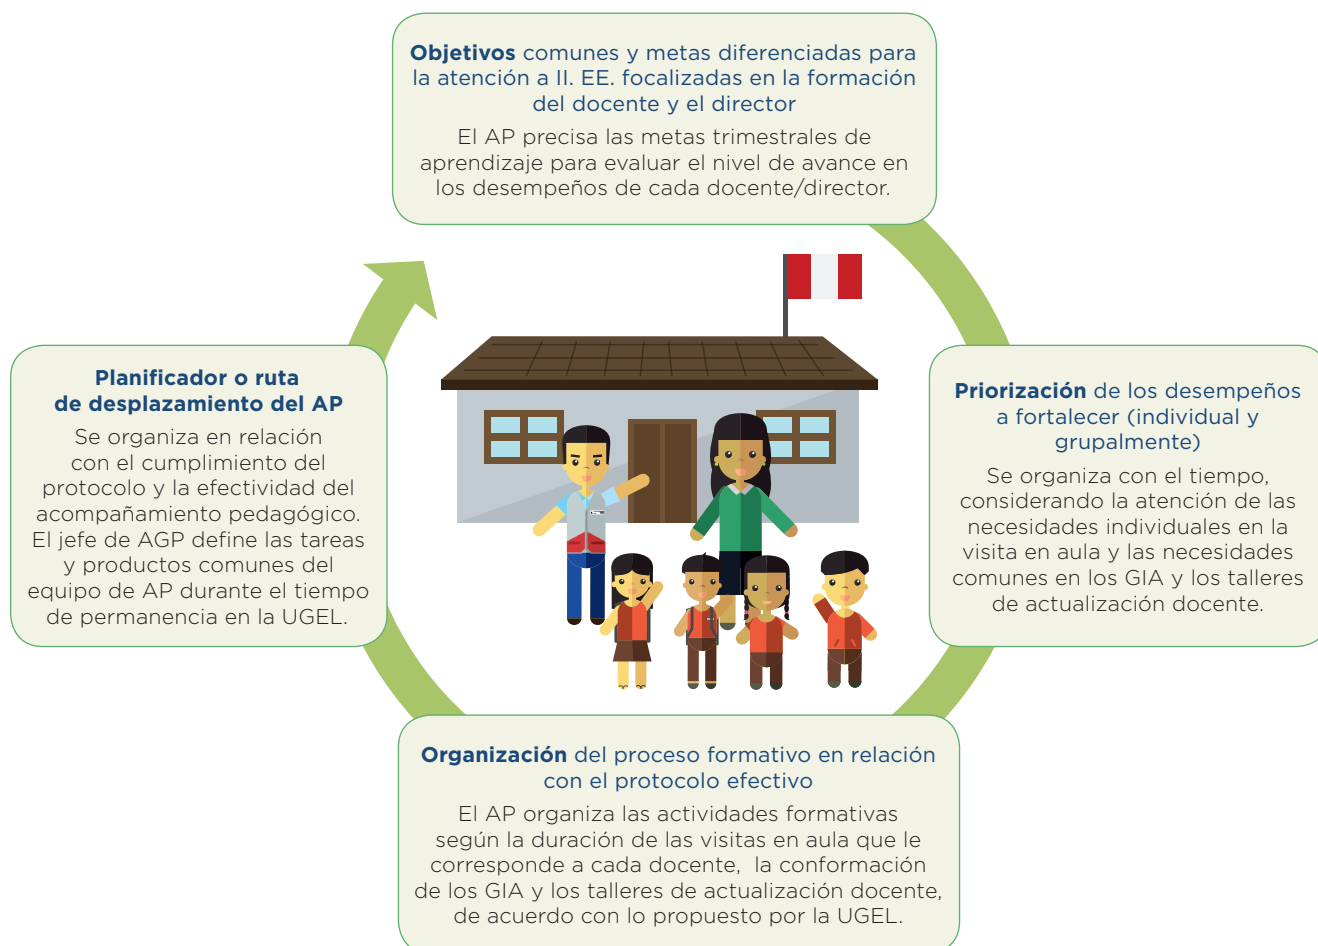 Objetivos comunes y metas diferenciadas para
la atención a II. EE. focalizadas en la formación
del docente y el director
El AP precisa las metas trimestrales de
aprendizaje para evaluar el nivel de avance en
los desempeños de cada docente/director.
Priorización de los desempeños
a fortalecer (individual y
grupalmente)
Se organiza con el tiempo,
considerando la atención de las
necesidades individuales en la
visita en aula y las necesidades
comunes en los GIA y los talleres
de actualización docente.
Organización del proceso formativo en relación
con el protocolo efectivo
El AP organiza las actividades formativas
según la duración de las visitas en aula que le
corresponde a cada docente, la conformación
de los GIA y los talleres de actualización docente,
de acuerdo con lo propuesto por la UGEL.
Planificador o ruta
de desplazamiento del AP
Se organiza en relación
con el cumplimiento del
protocolo y la efectividad del
acompañamiento pedagógico.
El jefe de AGP define las tareas
y productos comunes del
equipo de AP durante el tiempo
de permanencia en la UGEL.